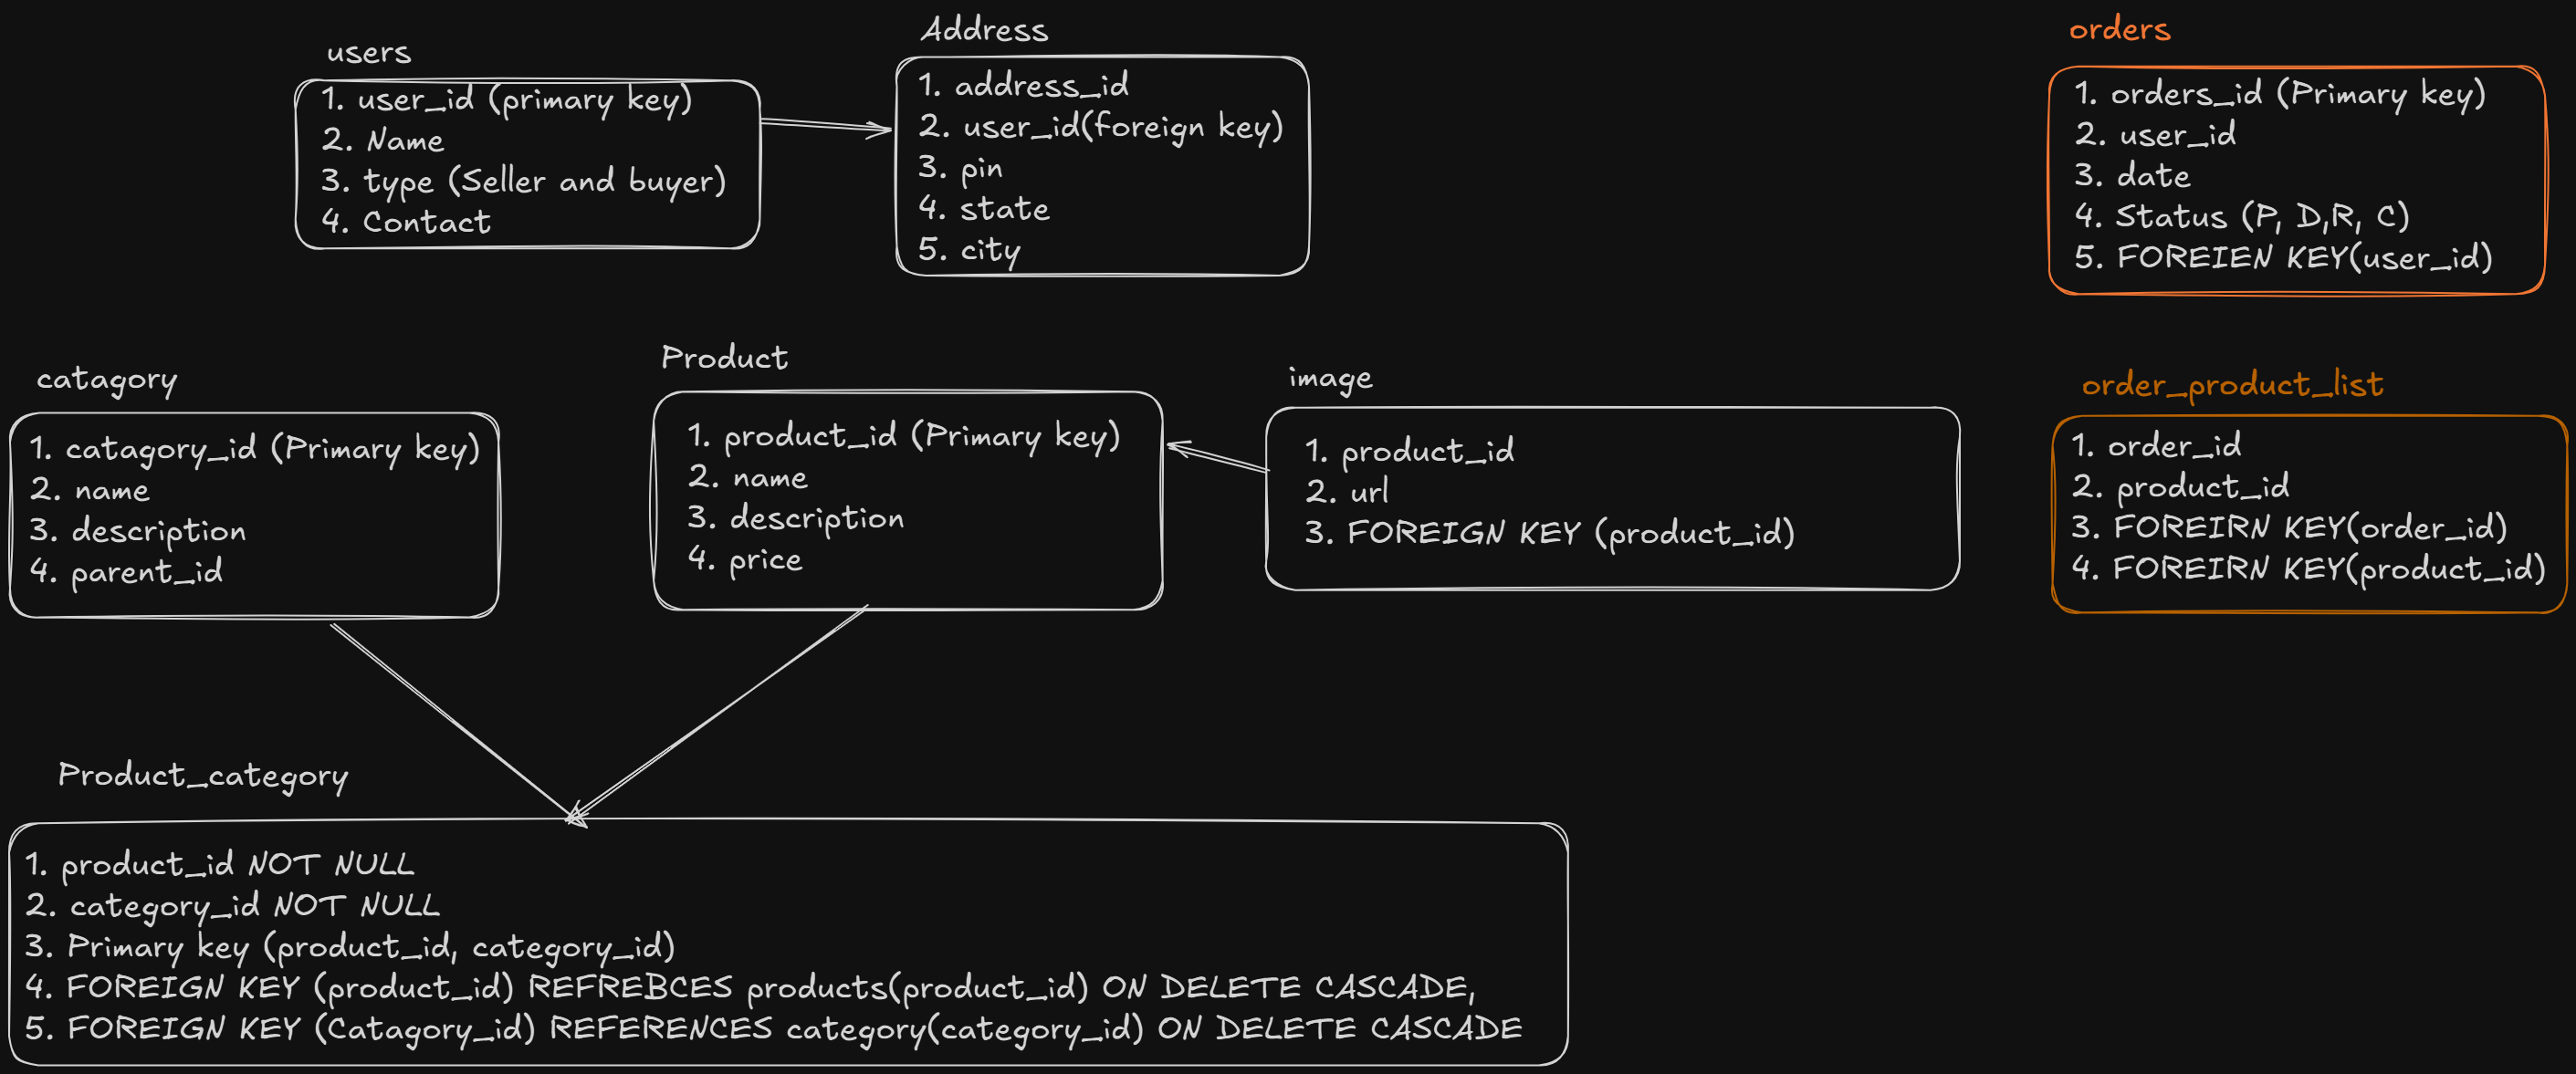 users
1. user_id (primary key)
2. Name
3. type (Seller and buyer)
4. Contact
Address
1. address_id
2. user_id(foreign key)
3. pin
4. state
5. city
orders
1. orders_id (Primary key)
2. user_id
3. date
4. Status (P, D,R, C)
5. FOREIEN KEY(user_id)
catagory
1. catagory_id (Primary key)
2. name
3. description
4. parent_id
Product
1. product_id (Primary key)
2. name
3. description
4. price
image
1. product_id
2. url
3. FOREIGN KEY (product_id)
order_product_list
1. order_id
2. product_id
3. FOREIRN KEY(order_id)
4. FOREIRN KEY(product_id)
Product_category
1. product_id NOT NULL
2. category_id NOT NULL
3. Primary key (product_id, category_id)
4. FOREIGN KEY (product_id) REFREBCES products(product_id) ON DELETE CASCADE,
5. FOREIGN KEY (Catagory_id) REFERENCES category(category_id) ON DELETE CASCADE